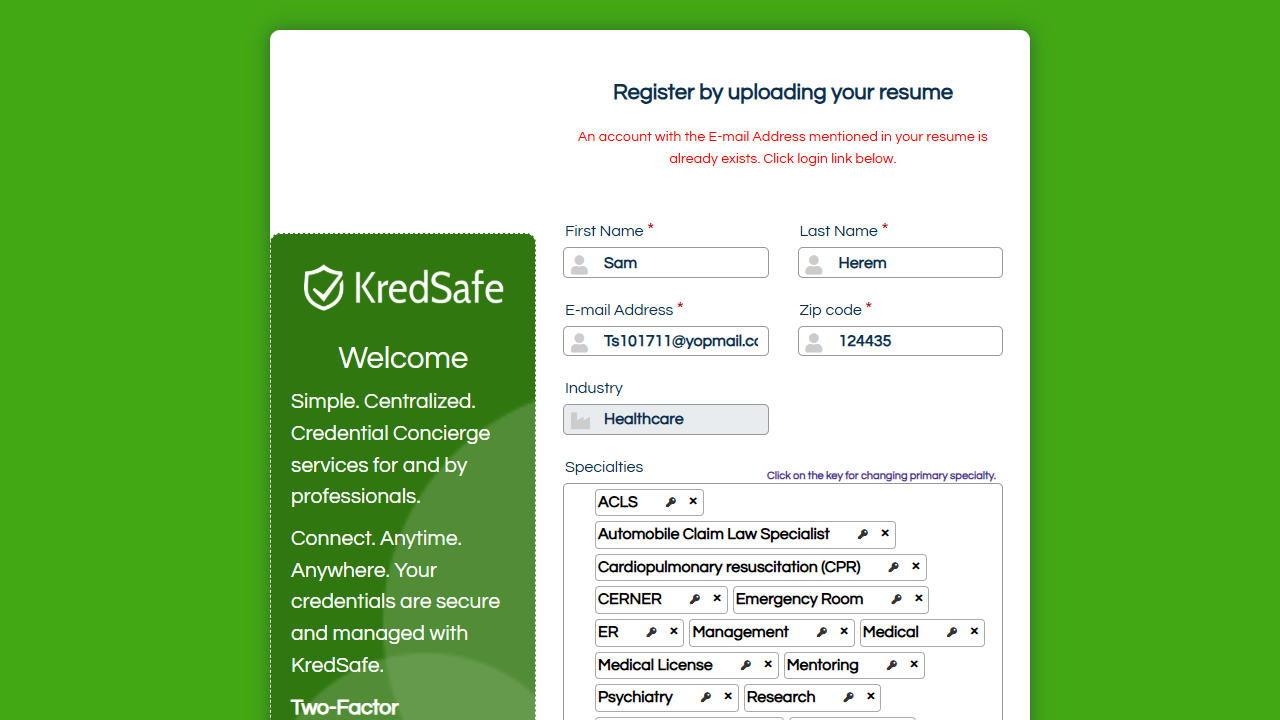 Register by uploading your resume
An account with the E-mail Address mentioned in your resume is
already exists. Click login link below.
First Name *
Last Name *
Sam
Herem
E-mail Address *
Zip code *
Ts101711@yopmail.co
124435
Industry
Healthcare
Specialties
Click on the key for changing primary specialty.
ACLS ×
Automobile Claim Law Specialist ×
Cardiopulmonary resuscitation (CPR) ×
CERNER × Emergency Room ×
ER × Management × Medical ×
Medical License × Mentoring ×
Psychiatry × Research ×
KredSafe
Welcome
Simple. Centralized.
Credential Concierge
services for and by
professionals.
Connect. Anytime.
Anywhere. Your
credentials are secure
and managed with
KredSafe.
Two-Factor